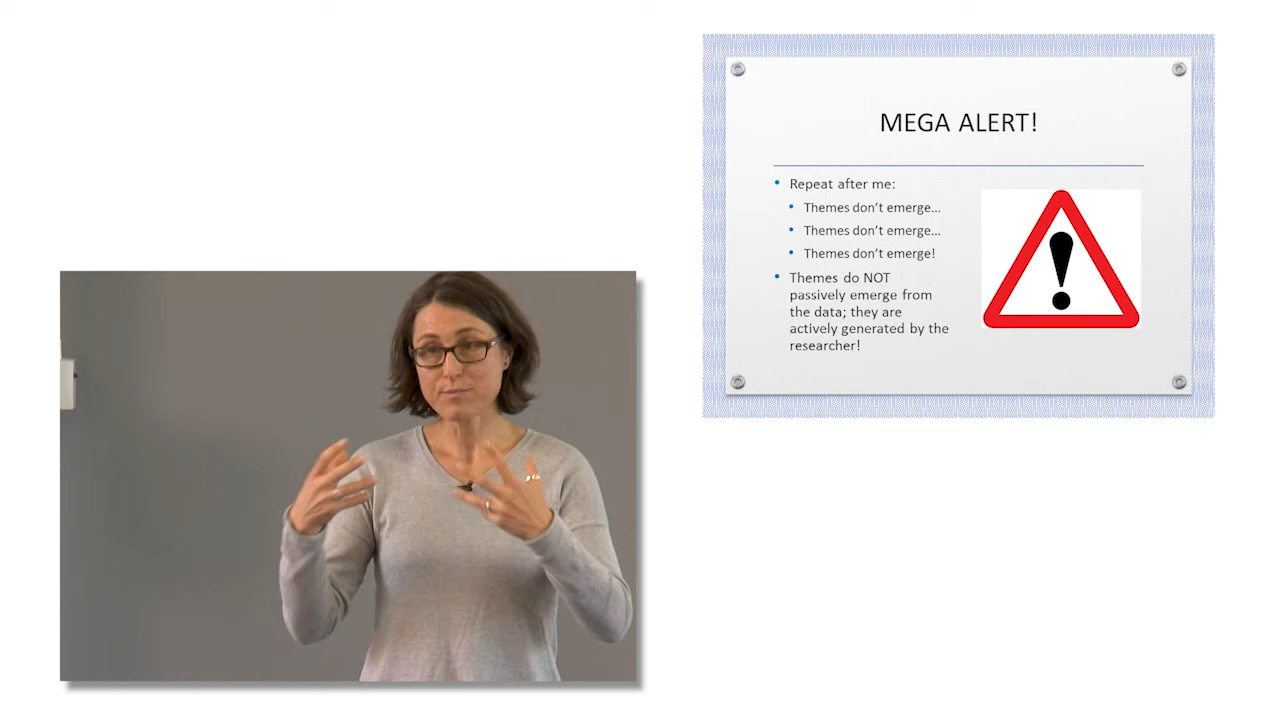 MEGA ALERT!
• Repeat after me:
• Themes don't emerge…
• Themes don't emerge…
• Themes don't emerge!
• Themes do NOT
passively emerge from
the data; they are
actively generated by the
researcher!